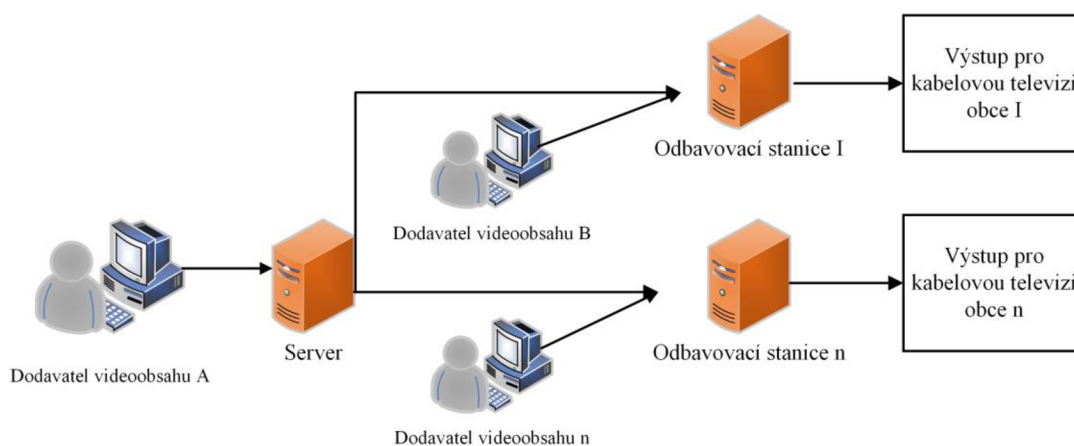 Výstup pro
kabelovou televizi
obce I
Odbavovací stanice I
Dodavatel videoobsahu B
Výstup pro
kabelovou televizi
obce n
Server
Odbavovací stanice n
Dodavatel videoobsahu A
Dodavatel videoobsahu n